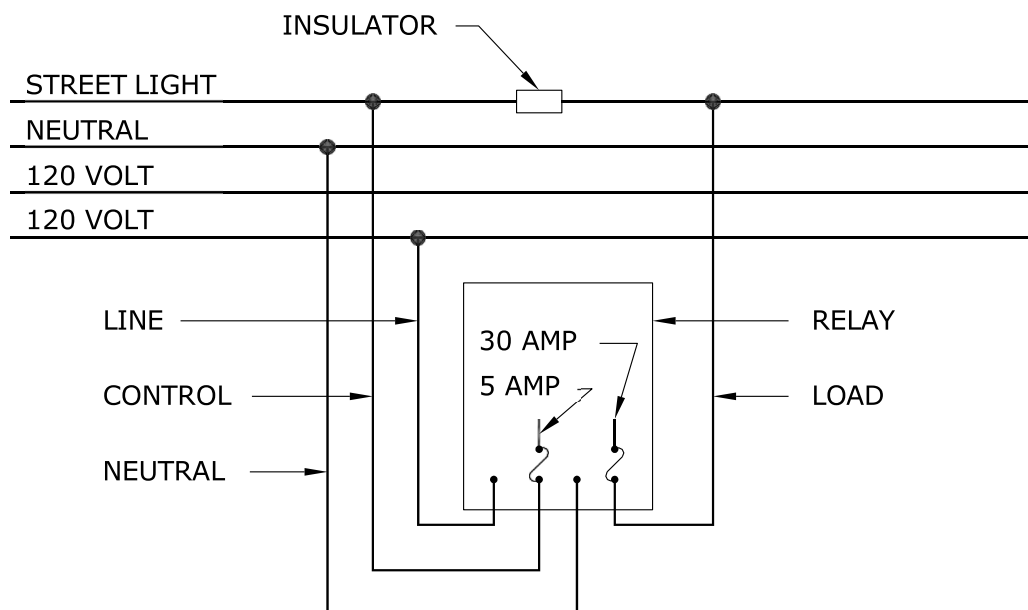 INSULATOR
STREET LIGHT
NEUTRAL
120 VOLT
120 VOLT
LINE
30 AMP
RELAY
5 AMP
CONTROL
LOAD
NEUTRAL